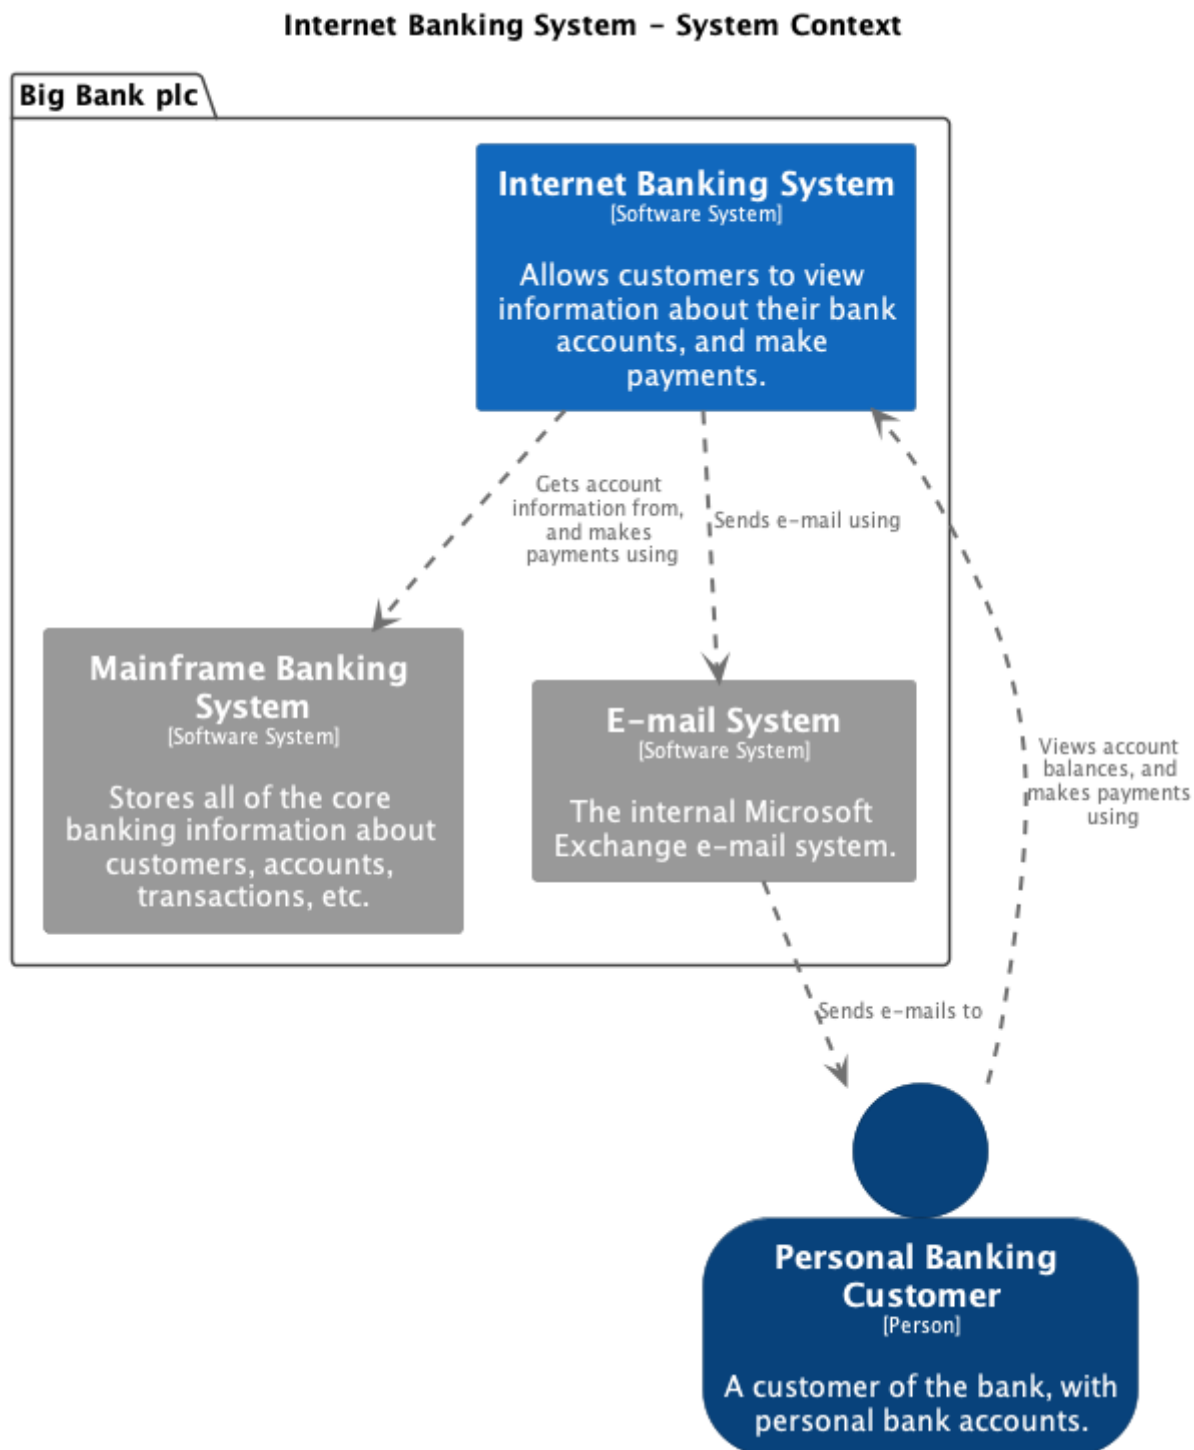 Internet Banking System – System Context
Big Bank plc
Internet Banking System
[Software System]
Allows customers to view
information about their bank
accounts, and make
payments.
Gets account
information from,
and makes
payments using
Sends e-mail using
Mainframe Banking
System
[Software System]
Stores all of the core
banking information about
customers, accounts,
transactions, etc.
E-mail System
[Software System]
The internal Microsoft
Exchange e-mail system.
Views account
balances, and
makes payments
using
Sends e-mails to
Personal Banking
Customer
[Person]
A customer of the bank, with
personal bank accounts.